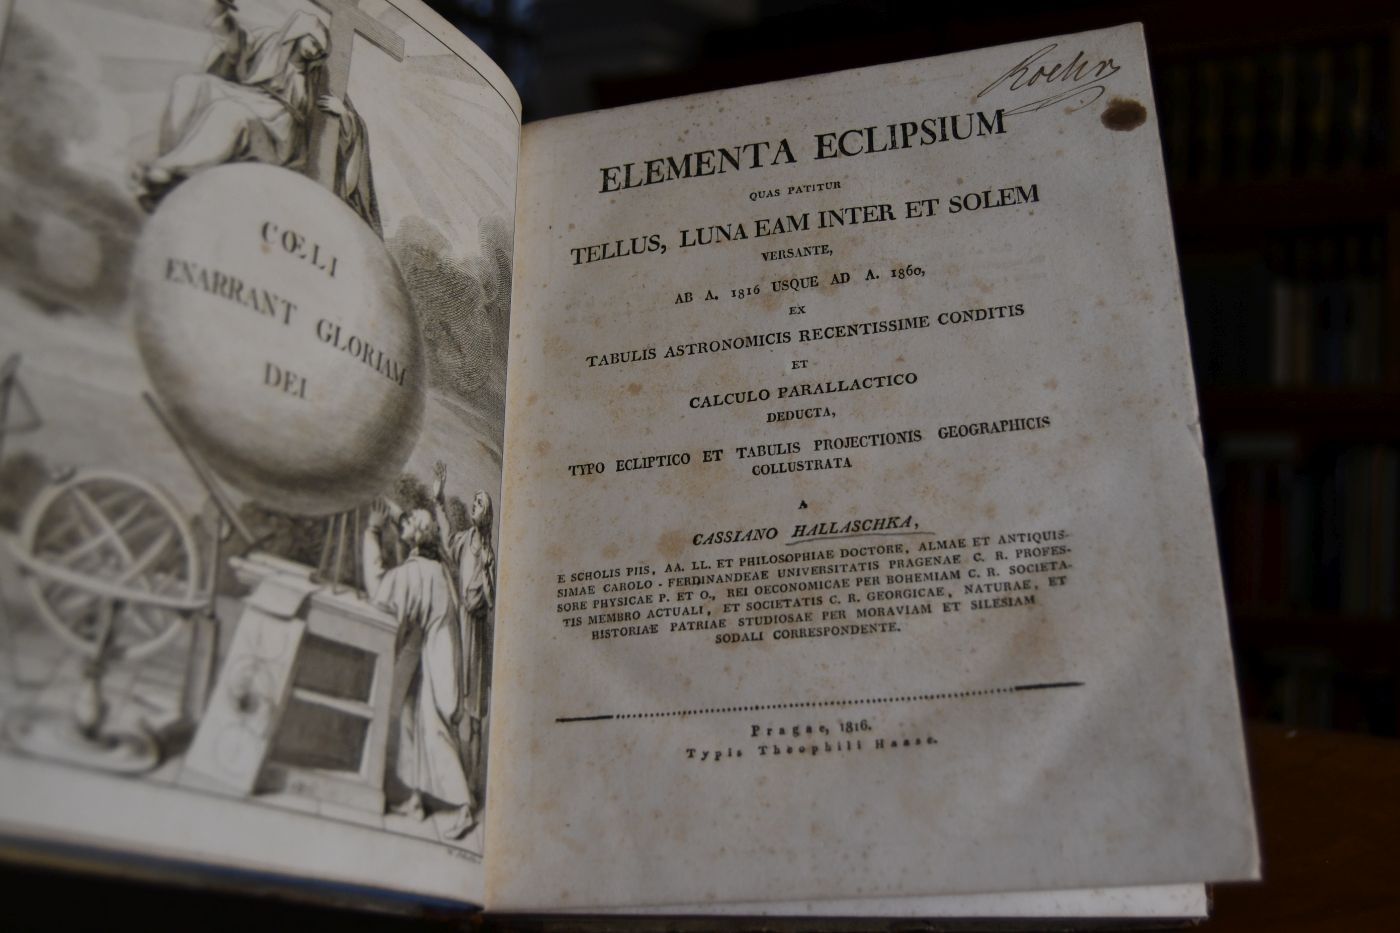 CŒLI
ENARRANT GLORIAM
DEI
ELEMENTA ECLIPSIUM
QUAS PATITUR
TELLUS, LUNA EAM INTER ET SOLEM
VERSANTE,
AB A. 1816 USQUE AD A. 1860,
EX
TABULIS ASTRONOMICIS RECENTISSIME CONDITIS
ET
CALCULO PARALLACTICO
DEDUCTA,
TYPO ECLIPTICO ET TABULIS PROJECTIONIS GEOGRAPHICIS
COLLUSTRATA
A
CASSIANO HALLASCHKA,
E SCHOLIS PIIS, AA. LL. ET PHILOSOPHIAE DOCTORE, ALMAE ET ANTIQUIS-
SIMAE CAROLO - FERDINANDEAE UNIVERSITATIS PRAGENAE C. R. PROFES-
SORE PHYSICAE P. ET O., REI OECONOMICAE PER BOHEMIAM C. R. SOCIETA-
TIS MEMBRO ACTUALI, ET SOCIETATIS C. R. GEORGICAE, NATURAE, ET
HISTORIAE PATRIAE STUDIOSAE PER MORAVIAM ET SILESIAM
SODALI CORRESPONDENTE.
Pragae, 1816.
Typis Theophili Haase.